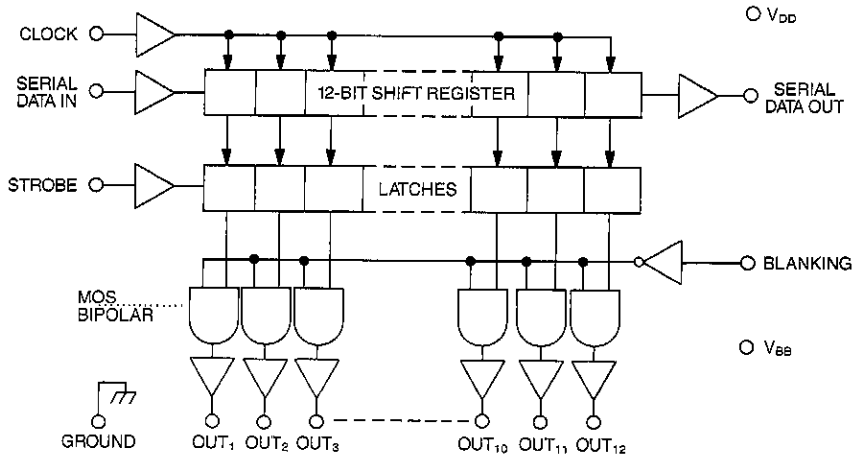 CLOCK
V_DD
SERIAL
DATA IN
12-BIT SHIFT REGISTER
SERIAL
DATA OUT
STROBE
LATCHES
BLANKING
MOS
BIPOLAR
V_BB
GROUND
OUT₁ OUT₂ OUT₃ OUT₁₀ OUT₁₁ OUT₁₂